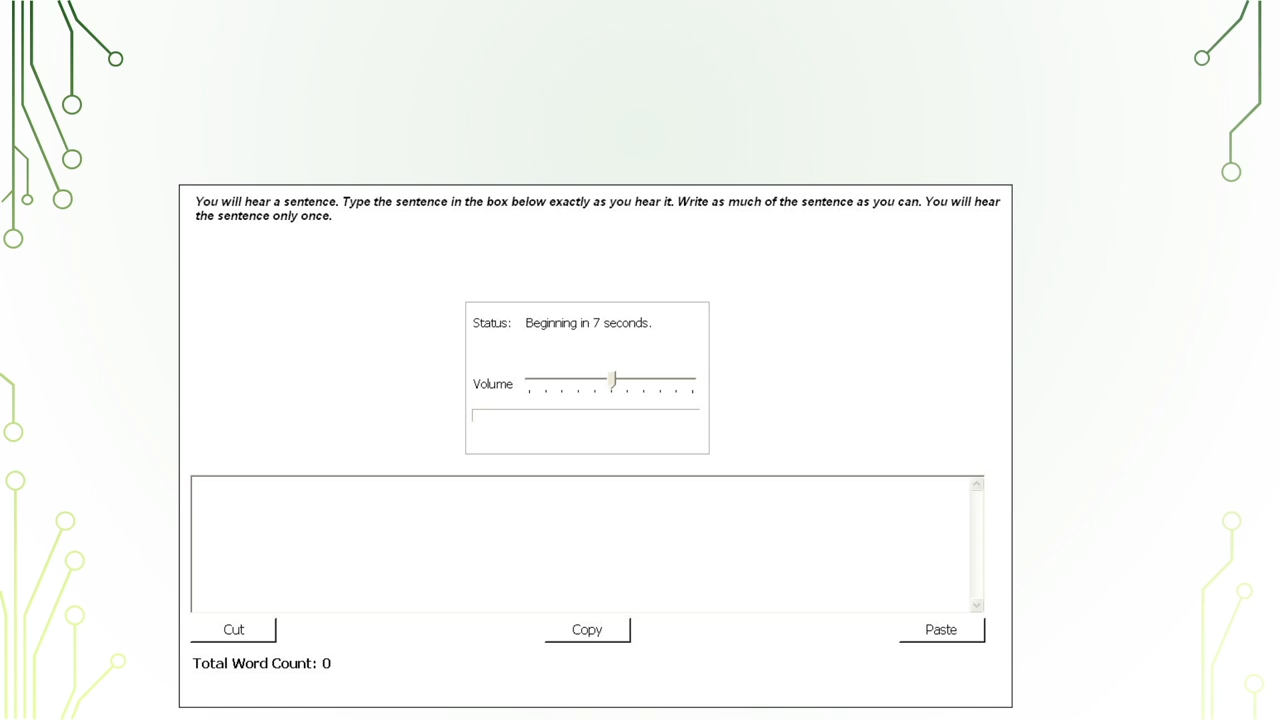 You will hear a sentence. Type the sentence in the box below exactly as you hear it. Write as much of the sentence as you can. You will hear
the sentence only once.
Status: Beginning in 7 seconds.
Volume
Cut Copy Paste
Total Word Count: 0